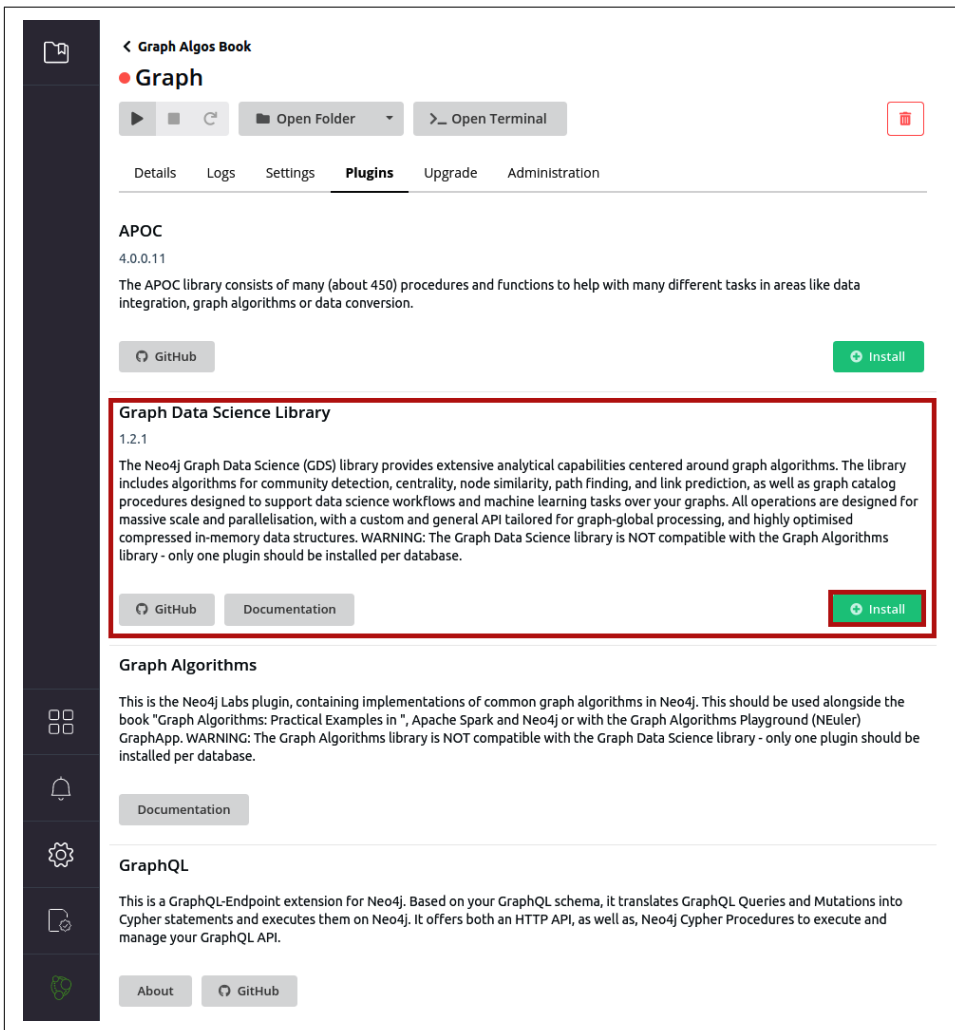 Graph Algos Book
Graph
Open Folder
>_ Open Terminal
Details Logs Settings Plugins Upgrade Administration
APOC
4.0.0.11
The APOC library consists of many (about 450) procedures and functions to help with many different tasks in areas like data
integration, graph algorithms or data conversion.
GitHub
Install
Graph Data Science Library
1.2.1
The Neo4j Graph Data Science (GDS) library provides extensive analytical capabilities centered around graph algorithms. The library
includes algorithms for community detection, centrality, node similarity, path finding, and link prediction, as well as graph catalog
procedures designed to support data science workflows and machine learning tasks over your graphs. All operations are designed for
massive scale and parallelisation, with a custom and general API tailored for graph-global processing, and highly optimised
compressed in-memory data structures. WARNING: The Graph Data Science library is NOT compatible with the Graph Algorithms
library - only one plugin should be installed per database.
GitHub
Documentation
Install
Graph Algorithms
This is the Neo4j Labs plugin, containing implementations of common graph algorithms in Neo4j. This should be used alongside the
book "Graph Algorithms: Practical Examples in ", Apache Spark and Neo4j or with the Graph Algorithms Playground (NEuler)
GraphApp. WARNING: The Graph Algorithms library is NOT compatible with the Graph Data Science library - only one plugin should be
installed per database.
Documentation
GraphQL
This is a GraphQL-Endpoint extension for Neo4j. Based on your GraphQL schema, it translates GraphQL Queries and Mutations into
Cypher statements and executes them on Neo4j. It offers both an HTTP API, as well as, Neo4j Cypher Procedures to execute and
manage your GraphQL API.
About
GitHub